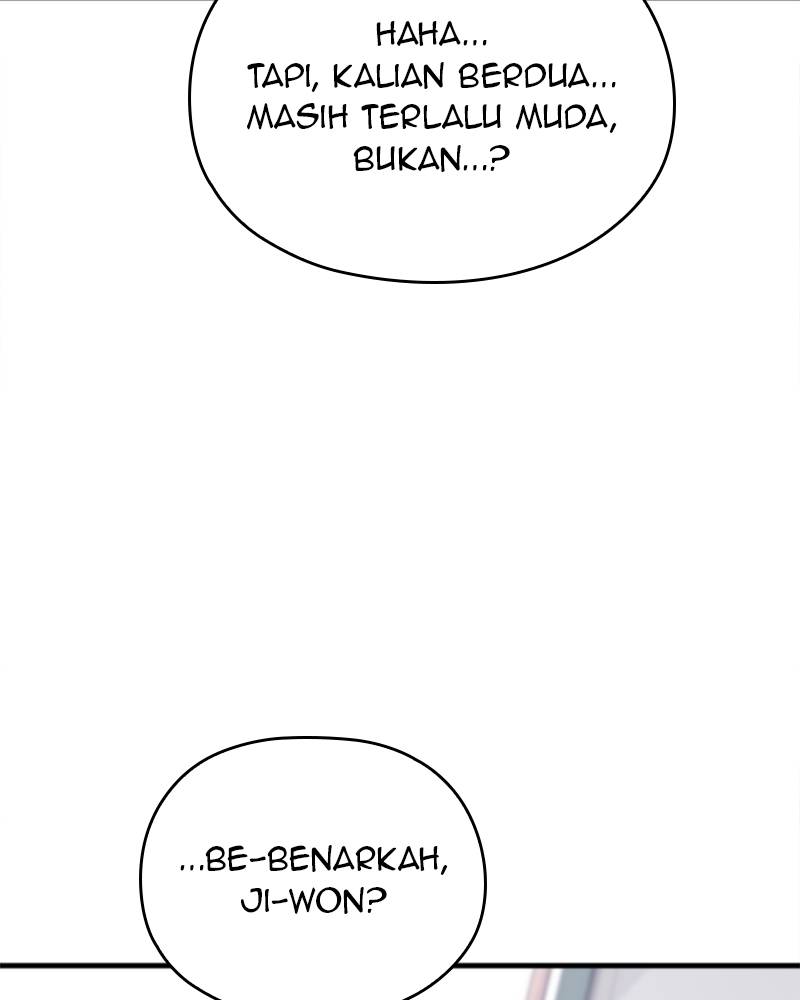 HAHA...
TAPI, KALIAN BERDUA...
MASIH TERLALU MUDA,
BUKAN...?
...BE-BENARKAH,
JI-WON?